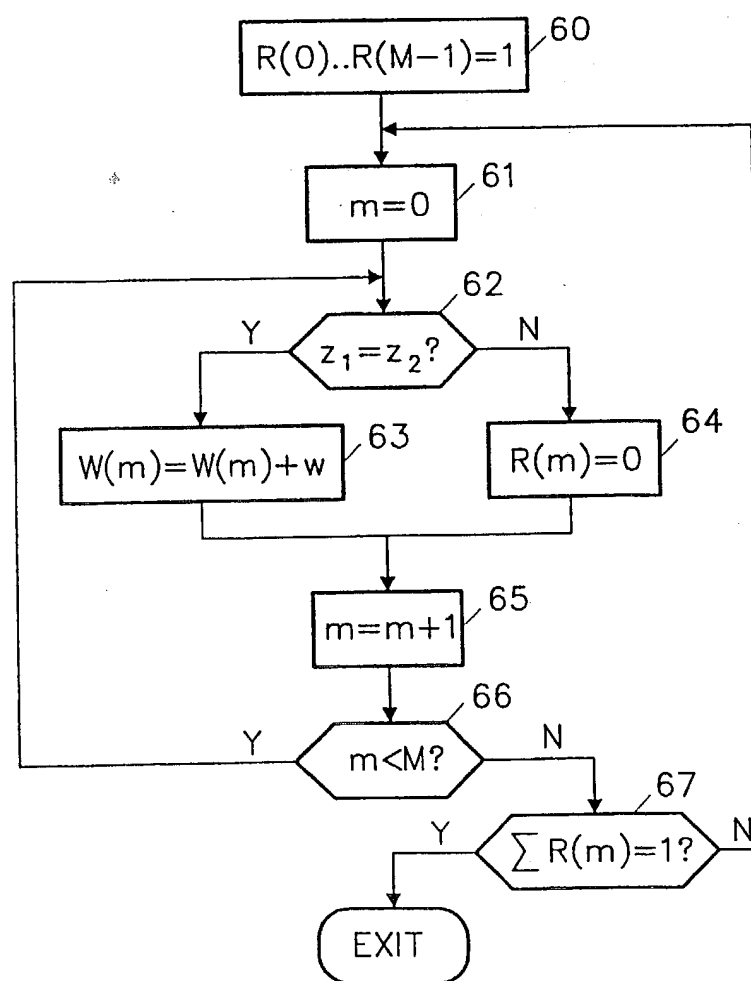 60
R(0)..R(M−1)=1
61
m=0
62
Y
N
z₁=z₂?
63
64
W(m)=W(m)+w
R(m)=0
65
m=m+1
66
Y
N
m<M?
67
Y
N
∑ R(m)=1?
EXIT